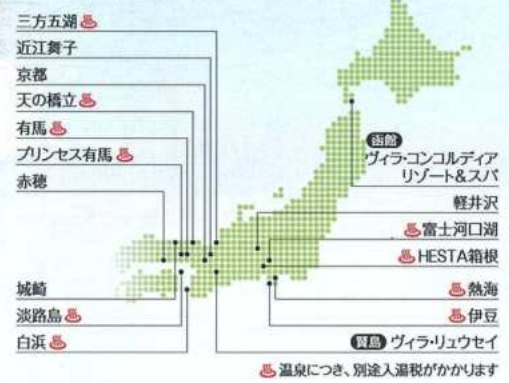 三方五湖♨
近江舞子
京都
天の橋立♨
有馬♨
プリンセス有馬♨
赤穂
城崎
淡路島♨
白浜♨
函館
ヴィラ・コンコルディア
リゾート&スパ
軽井沢
♨富士河口湖
♨HESTA箱根
♨熱海
♨伊豆
賢島 ヴィラ・リュウセイ
♨温泉につき、別途入湯税がかかります